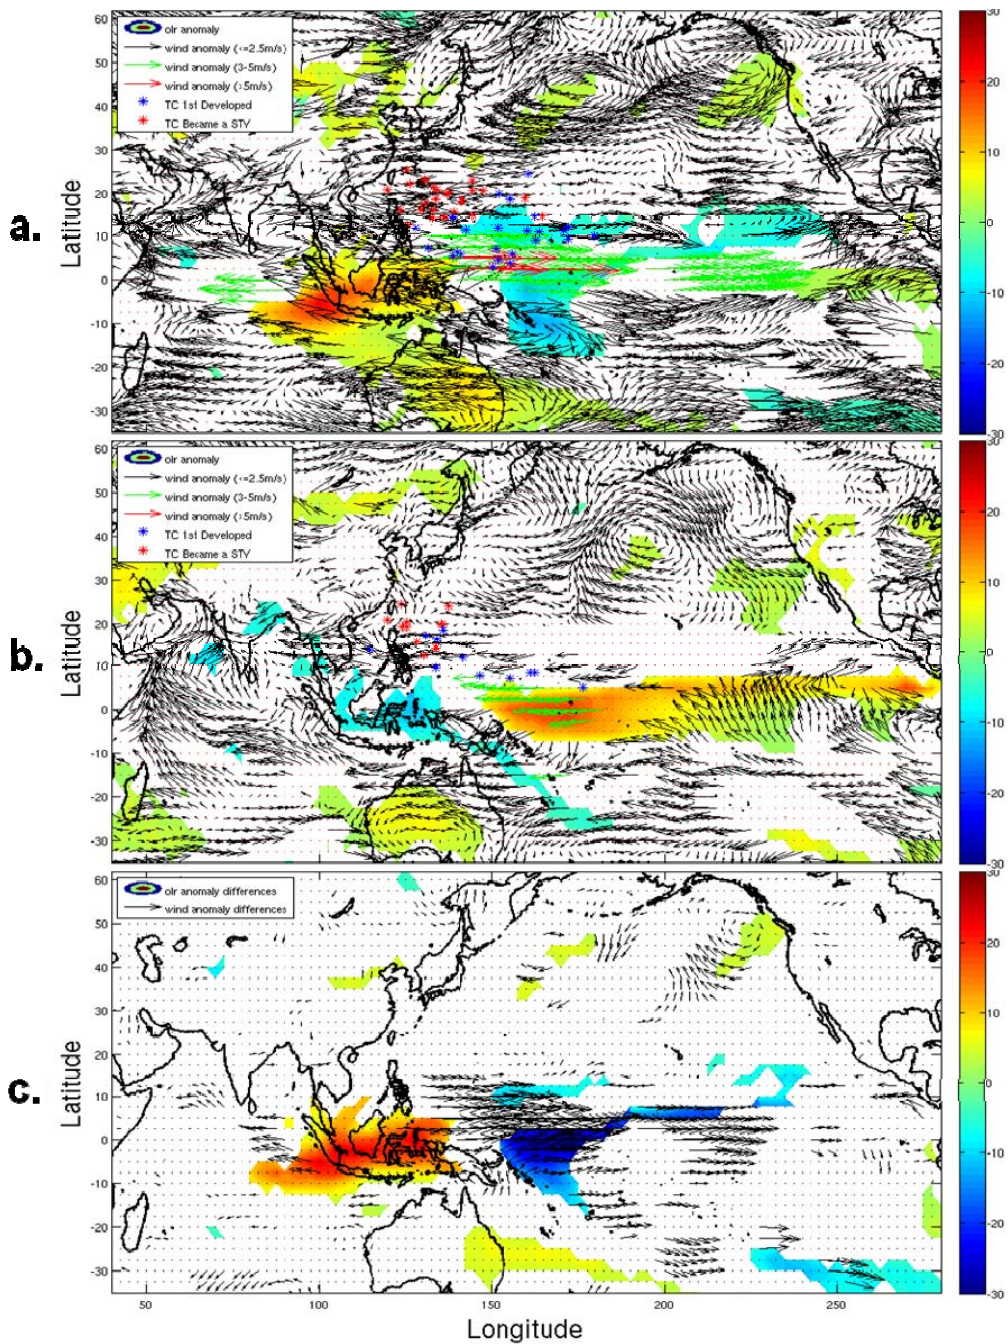 a.
olr anomaly
wind anomaly (<=2.5m/s)
wind anomaly (3-5m/s)
wind anomaly (>5m/s)
TC 1st Developed
TC Became a STV
Latitude
60
50
40
30
20
10
0
-10
-20
-30
30
20
10
0
-10
-20
-30
b.
olr anomaly
wind anomaly (<=2.5m/s)
wind anomaly (3-5m/s)
wind anomaly (>5m/s)
TC 1st Developed
TC Became a STV
Latitude
60
50
40
30
20
10
0
-10
-20
-30
30
20
10
0
-10
-20
-30
c.
olr anomaly differences
wind anomaly differences
Latitude
60
50
40
30
20
10
0
-10
-20
-30
30
20
10
0
-10
-20
-30
50 100 150 200 250
Longitude